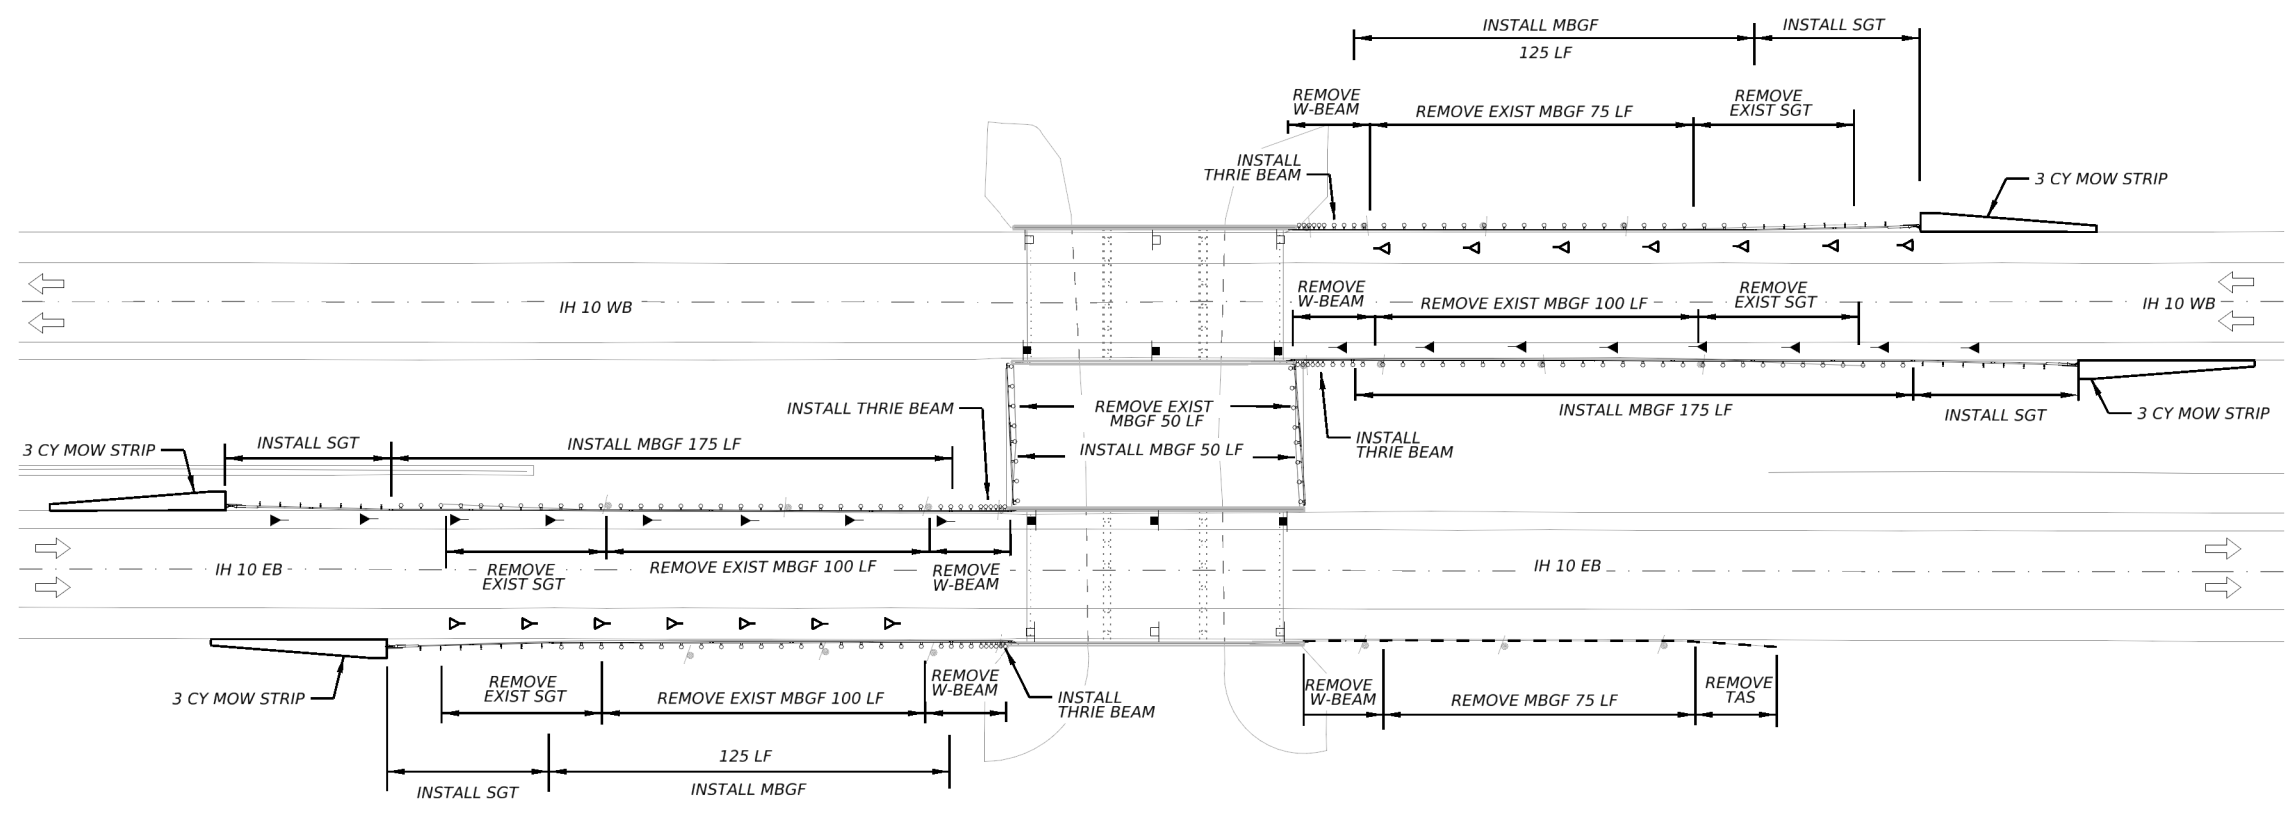 INSTALL MBGF
125 LF
INSTALL SGT
REMOVE
W-BEAM
REMOVE EXIST MBGF 75 LF
REMOVE
EXIST SGT
INSTALL
THRIE BEAM
3 CY MOW STRIP
IH 10 WB
REMOVE
W-BEAM
REMOVE EXIST MBGF 100 LF
REMOVE
EXIST SGT
IH 10 WB
INSTALL THRIE BEAM
REMOVE EXIST
MBGF 50 LF
INSTALL MBGF 50 LF
INSTALL MBGF 175 LF
INSTALL SGT
3 CY MOW STRIP
INSTALL
THRIE BEAM
3 CY MOW STRIP
INSTALL SGT
INSTALL MBGF 175 LF
IH 10 EB
REMOVE
EXIST SGT
REMOVE EXIST MBGF 100 LF
REMOVE
W-BEAM
IH 10 EB
3 CY MOW STRIP
REMOVE
EXIST SGT
REMOVE EXIST MBGF 100 LF
REMOVE
W-BEAM
INSTALL
THRIE BEAM
REMOVE
W-BEAM
REMOVE MBGF 75 LF
REMOVE
TAS
INSTALL SGT
125 LF
INSTALL MBGF